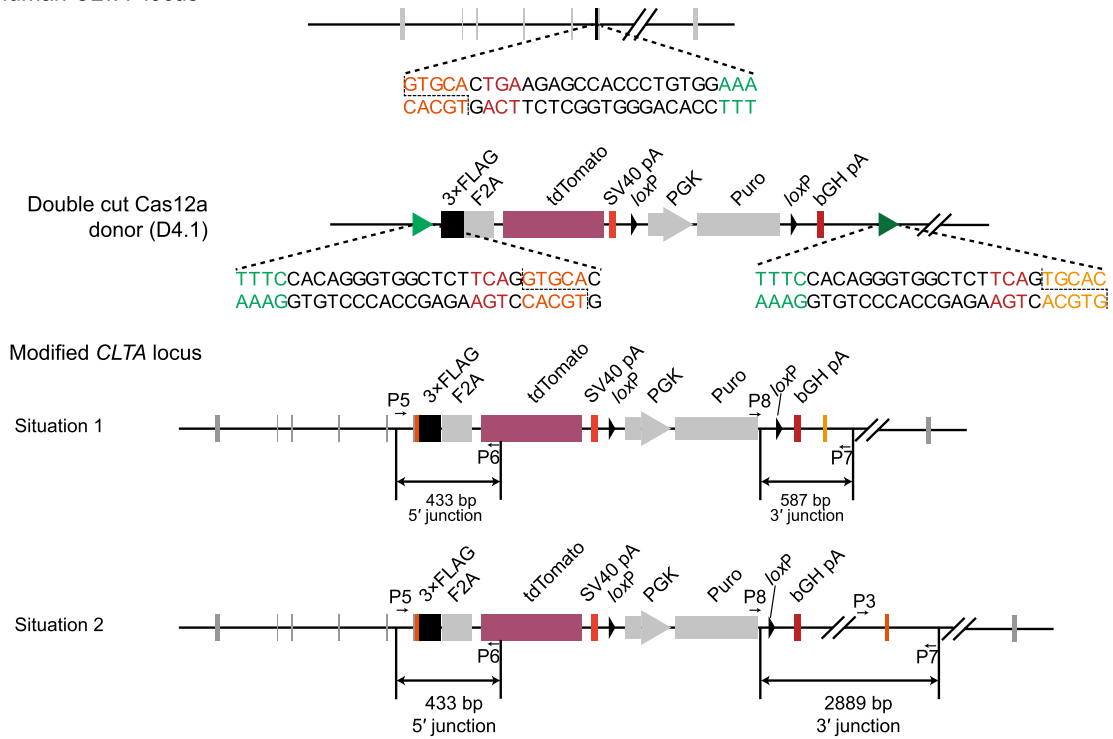 GTGCACTGAAGAGCCACCCTGTGGAAA
CACGTGACTTCTCGGTGGGACACCTTT
Double cut Cas12a
donor (D4.1)
3×FLAG
F2A
tdTomato
SV40 pA
loxP
PGK
Puro
loxP
bGH pA
TTTCCACAGGGTGGCTCTTCAGGTGCAC
AAAGGTGTCCCACCGAGAAGTCCACGTG
TTTCCACAGGGTGGCTCTTCAGTGCAC
AAAGGTGTCCCACCGAGAAGTCACGTG
Modified CLTA locus
Situation 1
P5
3×FLAG
F2A
tdTomato
SV40 pA
loxP
PGK
Puro
P8
loxP
bGH pA
P6
P7
433 bp
5′ junction
587 bp
3′ junction
Situation 2
P5
3×FLAG
F2A
tdTomato
SV40 pA
loxP
PGK
Puro
P8
loxP
bGH pA
P3
P6
P7
433 bp
5′ junction
2889 bp
3′ junction